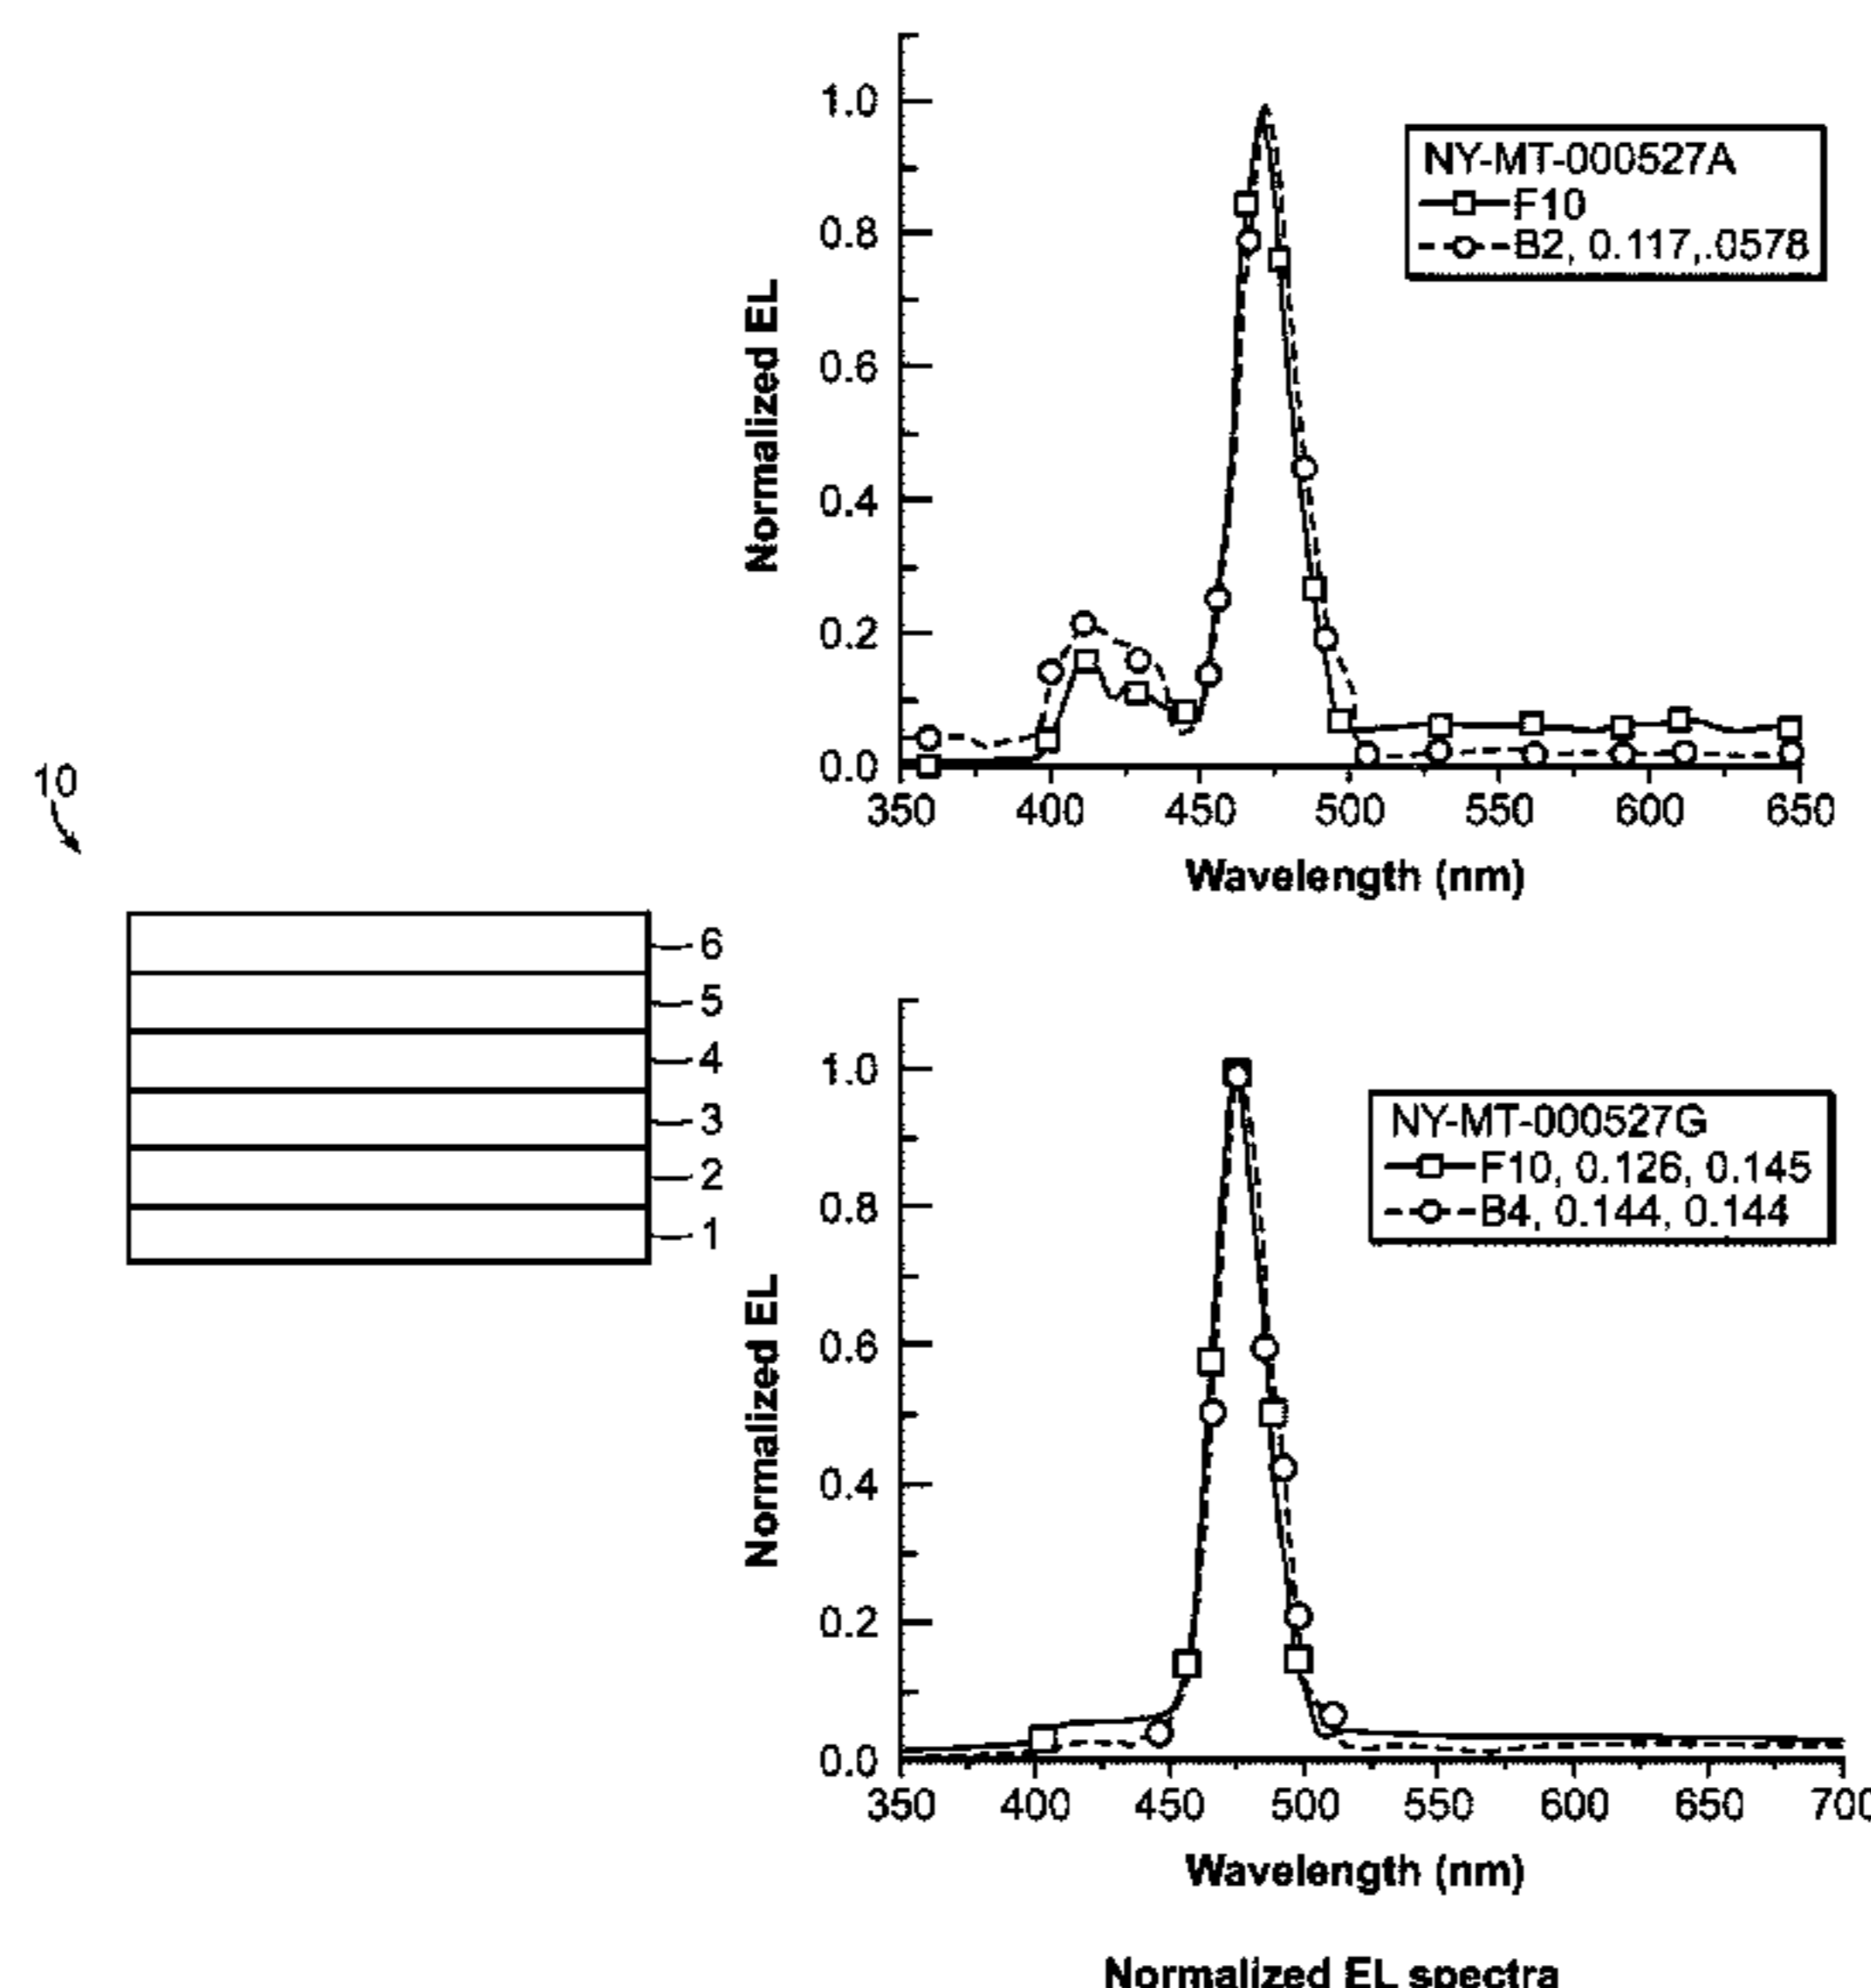 10
6
5
4
3
2
1
Normalized EL
1.0
0.8
0.6
0.4
0.2
0.0
350 400 450 500 550 600 650
Wavelength (nm)
NY-MT-000527A
F10
B2, 0.117,.0578
Normalized EL
1.0
0.8
0.6
0.4
0.2
0.0
350 400 450 500 550 600 650 700
Wavelength (nm)
NY-MT-000527G
F10, 0.126, 0.145
B4, 0.144, 0.144
Normalized EL spectra